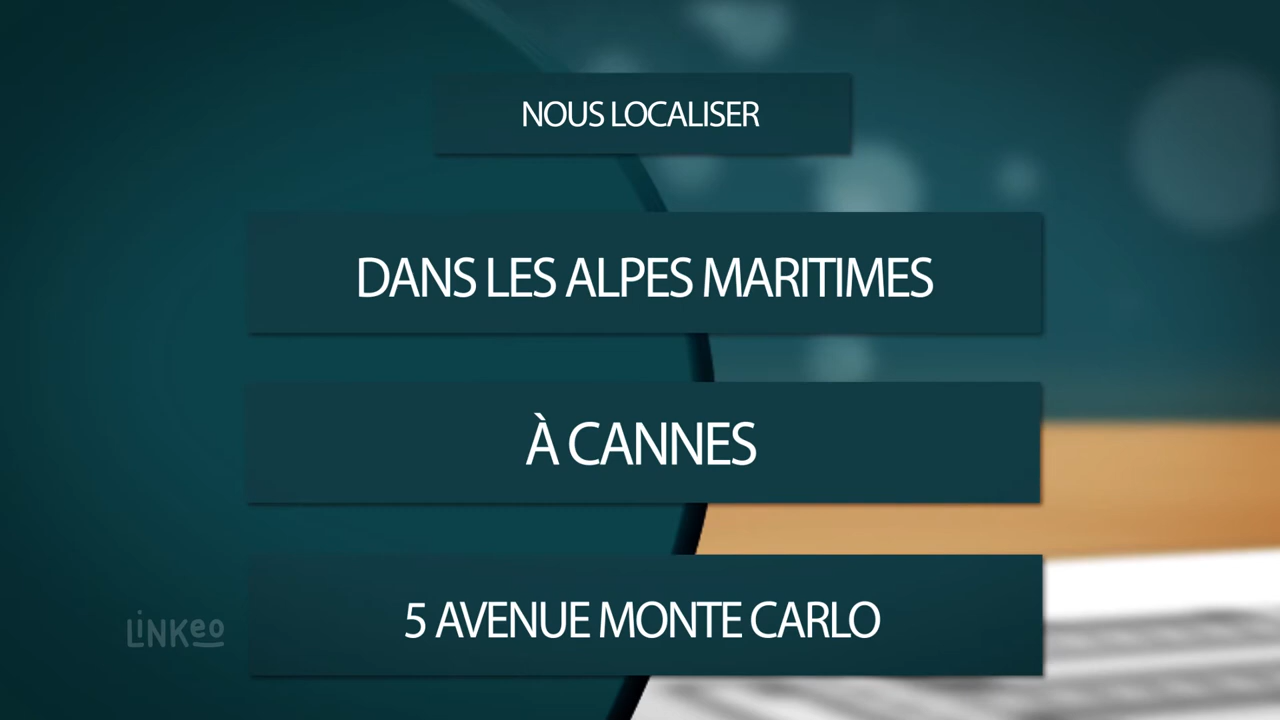 NOUS LOCALISER
DANS LES ALPES MARITIMES
À CANNES
5 AVENUE MONTE CARLO
LiNKeo